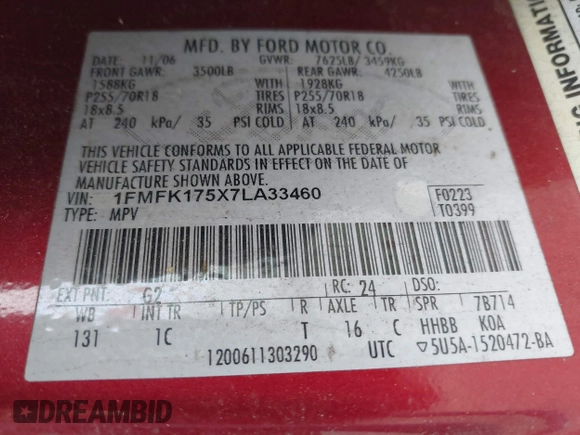 MFD. BY FORD MOTOR CO.
11/06 GVWR: 7625LB/ 3459KG
FRONT GAWR: 3500LB REAR GAWR: 4250LB
1588KG 1928KG
P255/70R18 TIRES P255/70R18 TIRES
18x8.5 RIMS 18x8.5 RIMS
AT 240 kPa/ 35 PSI COLD AT 240 kPa/ 35 PSI COLD
THIS VEHICLE CONFORMS TO ALL APPLICABLE FEDERAL MOTOR
VEHICLE SAFETY STANDARDS IN EFFECT ON THE DATE OF
MANUFACTURE SHOWN ABOVE.
VIN: 1FMFK175X7LA33460 F0223
TYPE: MPV T0399
EXT PNT: G2 RC: 24 DSO:
WB INT TR TP/PS R AXLE TR SPR 7B714
131 1C T 16 C HHBB KOA
1200611303290 UTC ▽5U5A-1520472-BA
NG INFORMATI
DREAMBID